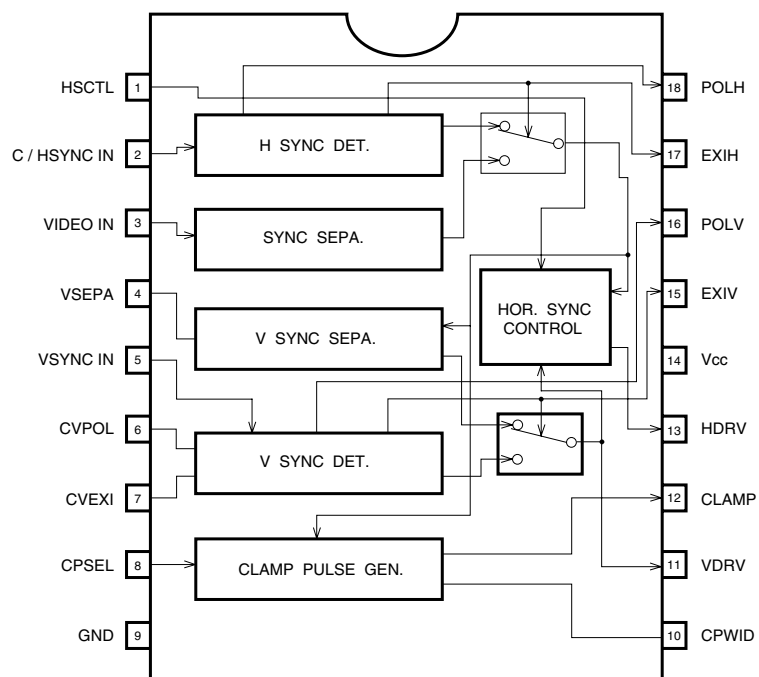 HSCTL 1
C / HSYNC IN 2
VIDEO IN 3
VSEPA 4
VSYNC IN 5
CVPOL 6
CVEXI 7
CPSEL 8
GND 9
H SYNC DET.
SYNC SEPA.
V SYNC SEPA.
V SYNC DET.
CLAMP PULSE GEN.
HOR. SYNC
CONTROL
18 POLH
17 EXIH
16 POLV
15 EXIV
14 Vcc
13 HDRV
12 CLAMP
11 VDRV
10 CPWID